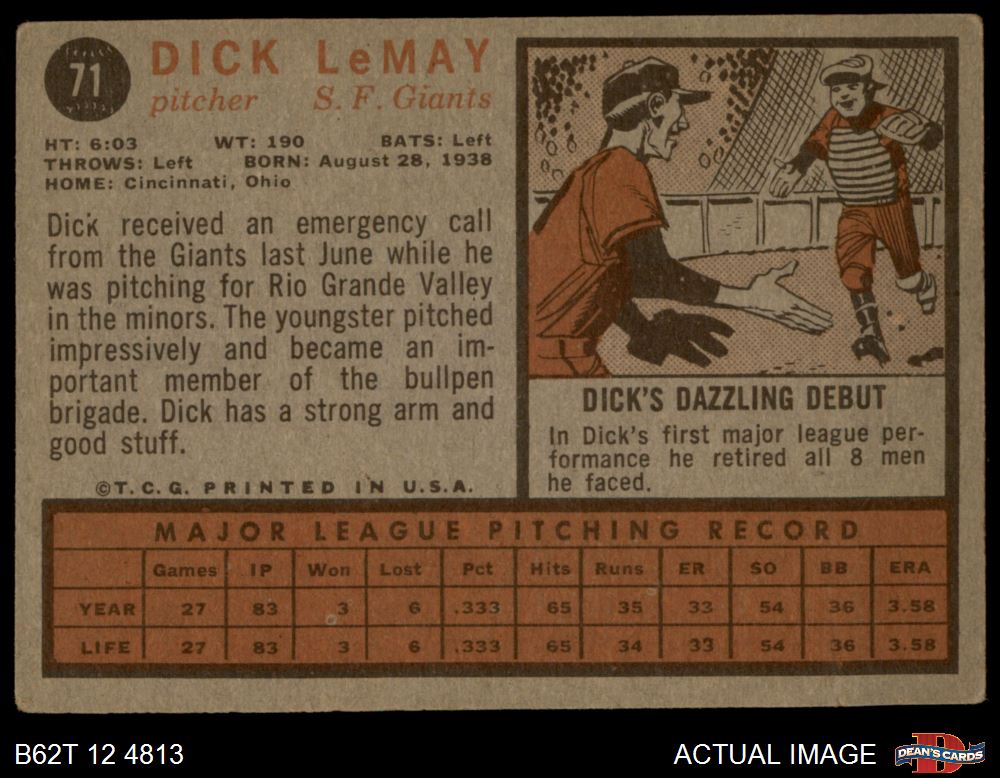 71
DICK LeMAY
pitcher S. F. Giants
HT: 6:03 WT: 190 BATS: Left
THROWS: Left BORN: August 28, 1938
HOME: Cincinnati, Ohio
Dick received an emergency call
from the Giants last June while he
was pitching for Rio Grande Valley
in the minors. The youngster pitched
impressively and became an im-
portant member of the bullpen
brigade. Dick has a strong arm and
good stuff.
©T. C. G. PRINTED IN U.S.A.
DICK'S DAZZLING DEBUT
In Dick's first major league per-
formance he retired all 8 men
he faced.
MAJOR LEAGUE PITCHING RECORD
Games IP Won Lost Pct Hits Runs ER SO BB ERA
YEAR 27 83 3 6 .333 65 35 33 54 36 3.58
LIFE 27 83 3 6 .333 65 34 33 54 36 3.58
B62T 12 4813 ACTUAL IMAGE
D
DEAN'S CARDS